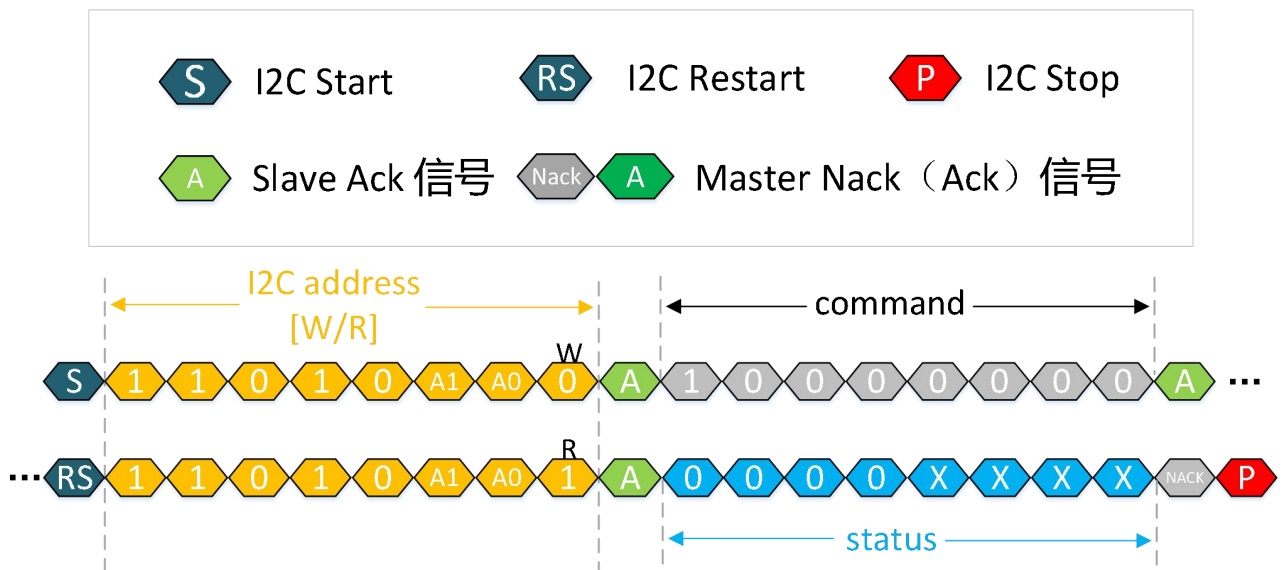 S I2C Start RS I2C Restart P I2C Stop
A Slave Ack 信号 Nack A Master Nack（Ack）信号
I2C address
[W/R]
command
W
S 1 1 0 1 0 A1 A0 0 A 1 0 0 0 0 0 0 0 A ...
R
... RS 1 1 0 1 0 A1 A0 1 A 0 0 0 0 X X X X NACK P
status